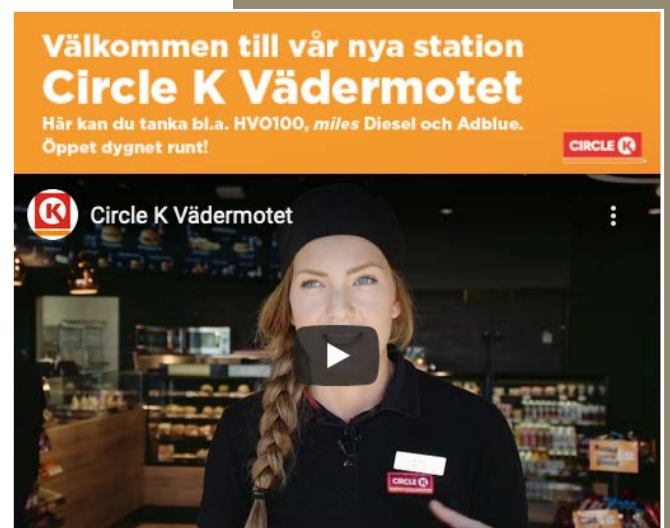 Välkommen till vår nya station
Circle K Vädermotet
Här kan du tanka bl.a. HVO100, miles Diesel och Adblue.
Öppet dygnet runt!
CIRCLE K
K
Circle K Vädermotet
CIRCLE K